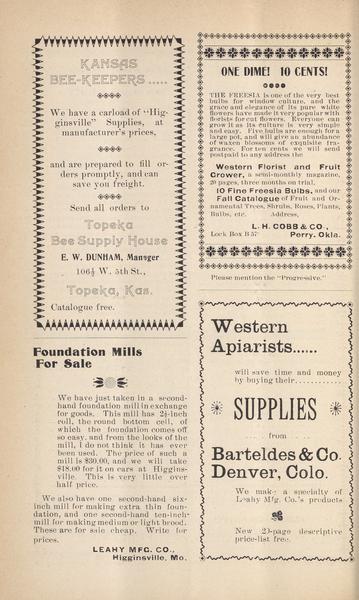 KANSAS
BEE-KEEPERS.....
We have a carload of "Hig-
ginsville" Supplies, at
manufacturer's prices,
and are prepared to fill or-
ders promptly, and can
save you freight.
Send all orders to
Topeka
Bee Supply House
E. W. DUNHAM, Manager
106½ W. 5th St.,
Topeka, Kas.
Catalogue free.
Foundation Mills
For Sale
We have just taken in a second-
hand foundation mill in exchange
for goods. This mill has 2½-inch
roll, the round bottom cell, of
which the foundation comes off
so easy, and from the looks of the
mill, I do not think it has ever
been used. The price of such a
mill is $30.00, and we will take
$18.00 for it on cars at Higgins-
ville. This is very little over
half price.
We also have one second-hand six-
inch mill for making extra thin foun-
dation, and one second-hand ten-inch
mill for making medium or light brood.
These are for sale cheap. Write for
prices.
LEAHY MFG. CO.,
Higginsville, Mo.
ONE DIME! 10 CENTS!
THE FREESIA is one of the very best
bulbs for window culture, and the
grace and elegance of its pure white
flowers have made it very popular with
florists for cut flowers. Everyone can
grow it as its culture is very simple
and easy. Five bulbs are enough for a
large pot, and will give an abundance
of waxen blossoms of exquisite fra-
grance. For ten cents we will send
postpaid to any address the
Western Florist and Fruit
Grower, a semi-monthly magazine,
20 pages, three months on trial,
10 Fine Freesia Bulbs, and our
Fall Catalogue of Fruit and Or-
namental Trees, Shrubs, Roses, Plants,
Bulbs, etc. Address,
L. H. COBB & CO.,
Lock Box B 57 Perry, Okla.
Please mention the "Progressive."
Western
Apiarists......
will save time and money
by buying their............
SUPPLIES
from
Barteldes & Co.
Denver, Colo.
We make a specialty of
Leahy Mfg. Co.'s products
New 29-page descriptive
price-list free.